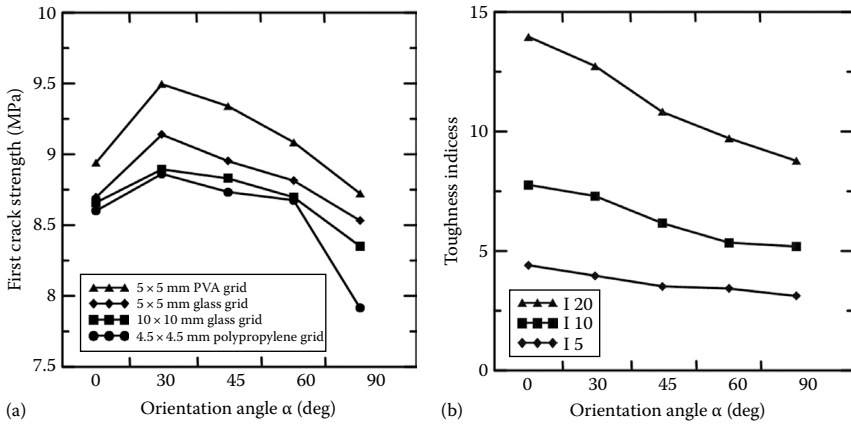 10
9.5
9
8.5
8
7.5
First crack strength (MPa)
5 × 5 mm PVA grid
5 × 5 mm glass grid
10 × 10 mm glass grid
4.5 × 4.5 mm polypropylene grid
0 30 45 60 90
(a) Orientation angle α (deg)
15
10
5
0
Toughness indicess
I 20
I 10
I 5
0 30 45 60 90
(b) Orientation angle α (deg)